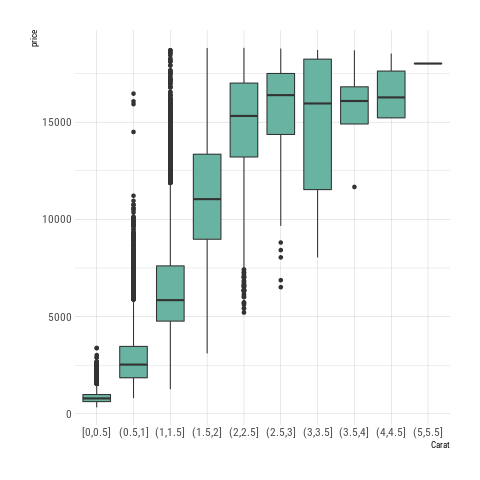 price
15000
10000
5000
0
[0,0.5] (0.5,1] (1,1.5] (1.5,2] (2,2.5] (2.5,3] (3,3.5] (3.5,4] (4,4.5] (5,5.5]
Carat